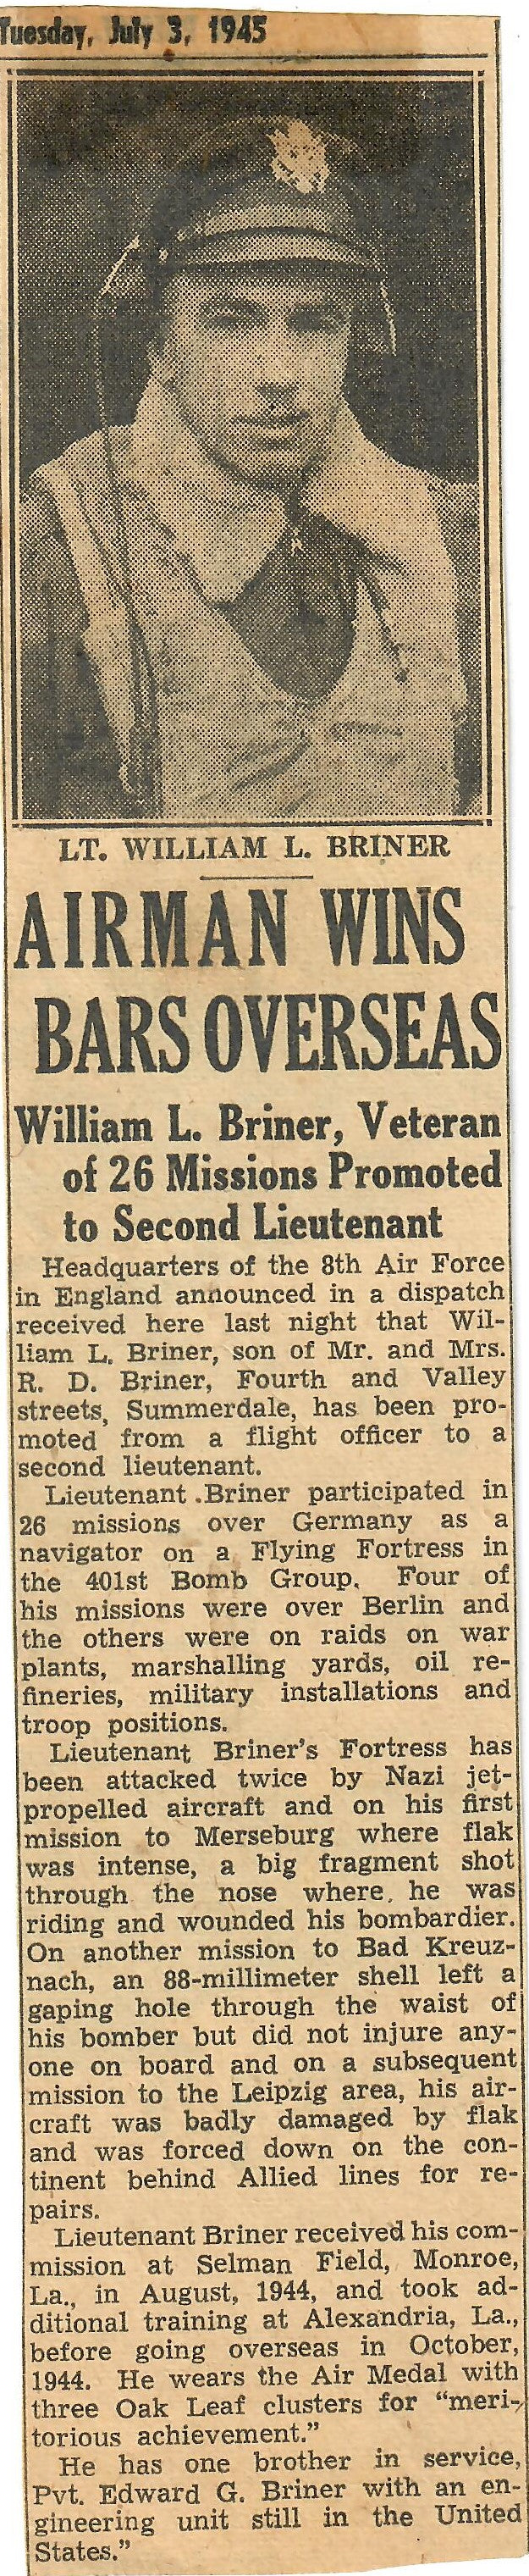 Tuesday, July 3, 1945
LT. WILLIAM L. BRINER
AIRMAN WINS
BARS OVERSEAS
William L. Briner, Veteran
of 26 Missions Promoted
to Second Lieutenant
Headquarters of the 8th Air Force
in England announced in a dispatch
received here last night that Wil-
liam L. Briner, son of Mr. and Mrs.
R. D. Briner, Fourth and Valley
streets, Summerdale, has been pro-
moted from a flight officer to a
second lieutenant.
Lieutenant .Briner participated in
26 missions over Germany as a
navigator on a Flying Fortress in
the 401st Bomb Group. Four of
his missions were over Berlin and
the others were on raids on war
plants, marshalling yards, oil re-
fineries, military installations and
troop positions.
Lieutenant Briner's Fortress has
been attacked twice by Nazi jet-
propelled aircraft and on his first
mission to Merseburg where flak
was intense, a big fragment shot
through the nose where, he was
riding and wounded his bombardier.
On another mission to Bad Kreuz-
nach, an 88-millimeter shell left a
gaping hole through the waist of
his bomber but did not injure any-
one on board and on a subsequent
mission to the Leipzig area, his air-
craft was badly damaged by flak
and was forced down on the con-
tinent behind Allied lines for re-
pairs.
Lieutenant Briner received his com-
mission at Selman Field, Monroe,
La., in August, 1944, and took ad-
ditional training at Alexandria, La.,
before going overseas in October,
1944. He wears the Air Medal with
three Oak Leaf clusters for "meri-
torious achievement."
He has one brother in service,
Pvt. Edward G. Briner with an en-
gineering unit still in the United
States."